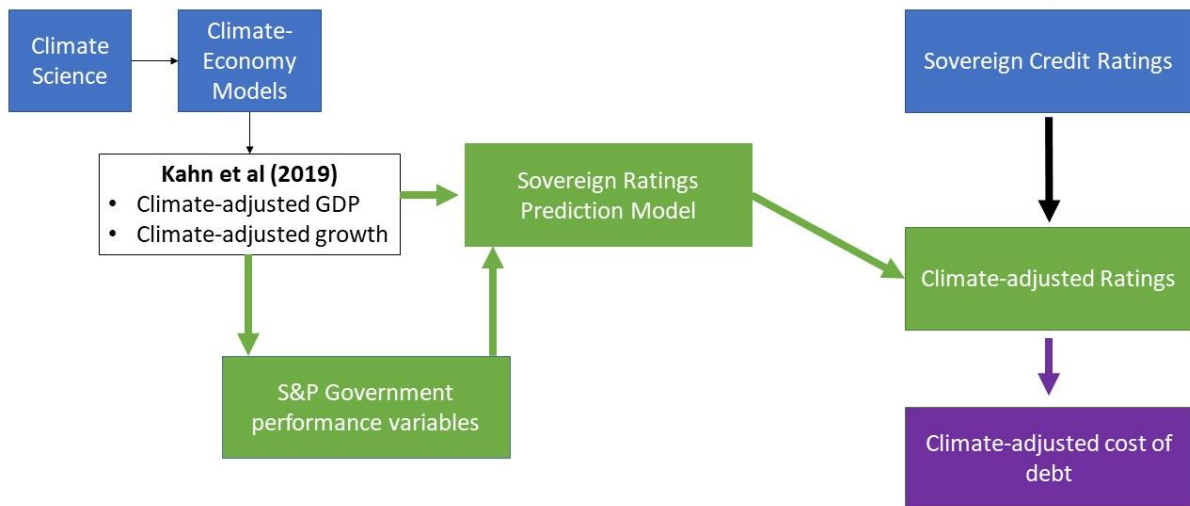 Climate
Science
Climate-
Economy
Models
Sovereign Credit Ratings
Kahn et al (2019)
• Climate-adjusted GDP
• Climate-adjusted growth
Sovereign Ratings
Prediction Model
Climate-adjusted Ratings
S&P Government
performance variables
Climate-adjusted cost of
debt